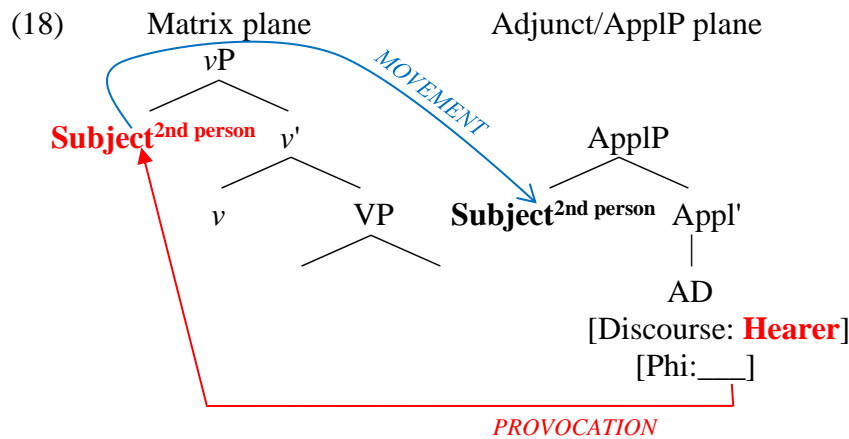 (18) Matrix plane Adjunct/ApplP plane
vP
MOVEMENT
Subject2nd person v' ApplP
v VP Subject2nd person Appl'
AD
[Discourse: Hearer]
[Phi:___]
PROVOCATION